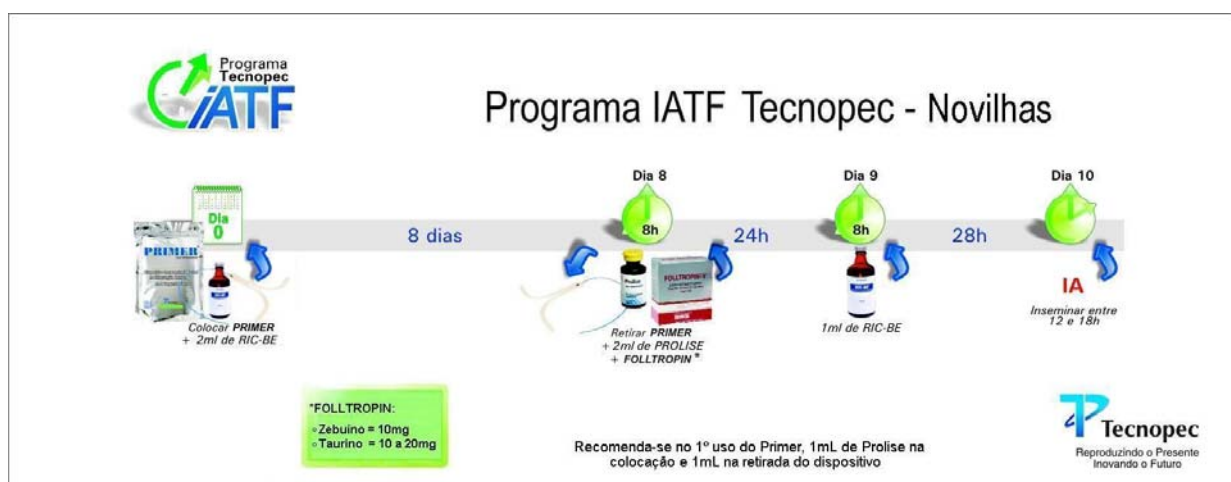 Programa
Tecnopec
iATF
Programa IATF Tecnopec - Novilhas
Dia
0
PRIMER
Colocar PRIMER
+ 2ml de RIC-BE
8 dias
Dia 8
8h
FOLLTROPIN
Retirar PRIMER
+ 2ml de PROLISE
+ FOLLTROPIN*
24h
Dia 9
8h
1ml de RIC-BE
28h
Dia 10
IA
Inseminar entre
12 e 18h
*FOLLTROPIN:
Zebuíno = 10mg
Taurino = 10 a 20mg
Recomenda-se no 1º uso do Primer, 1mL de Prolise na
colocação e 1mL na retirada do dispositivo
Tecnopec
Reproduzindo o Presente
Inovando o Futuro